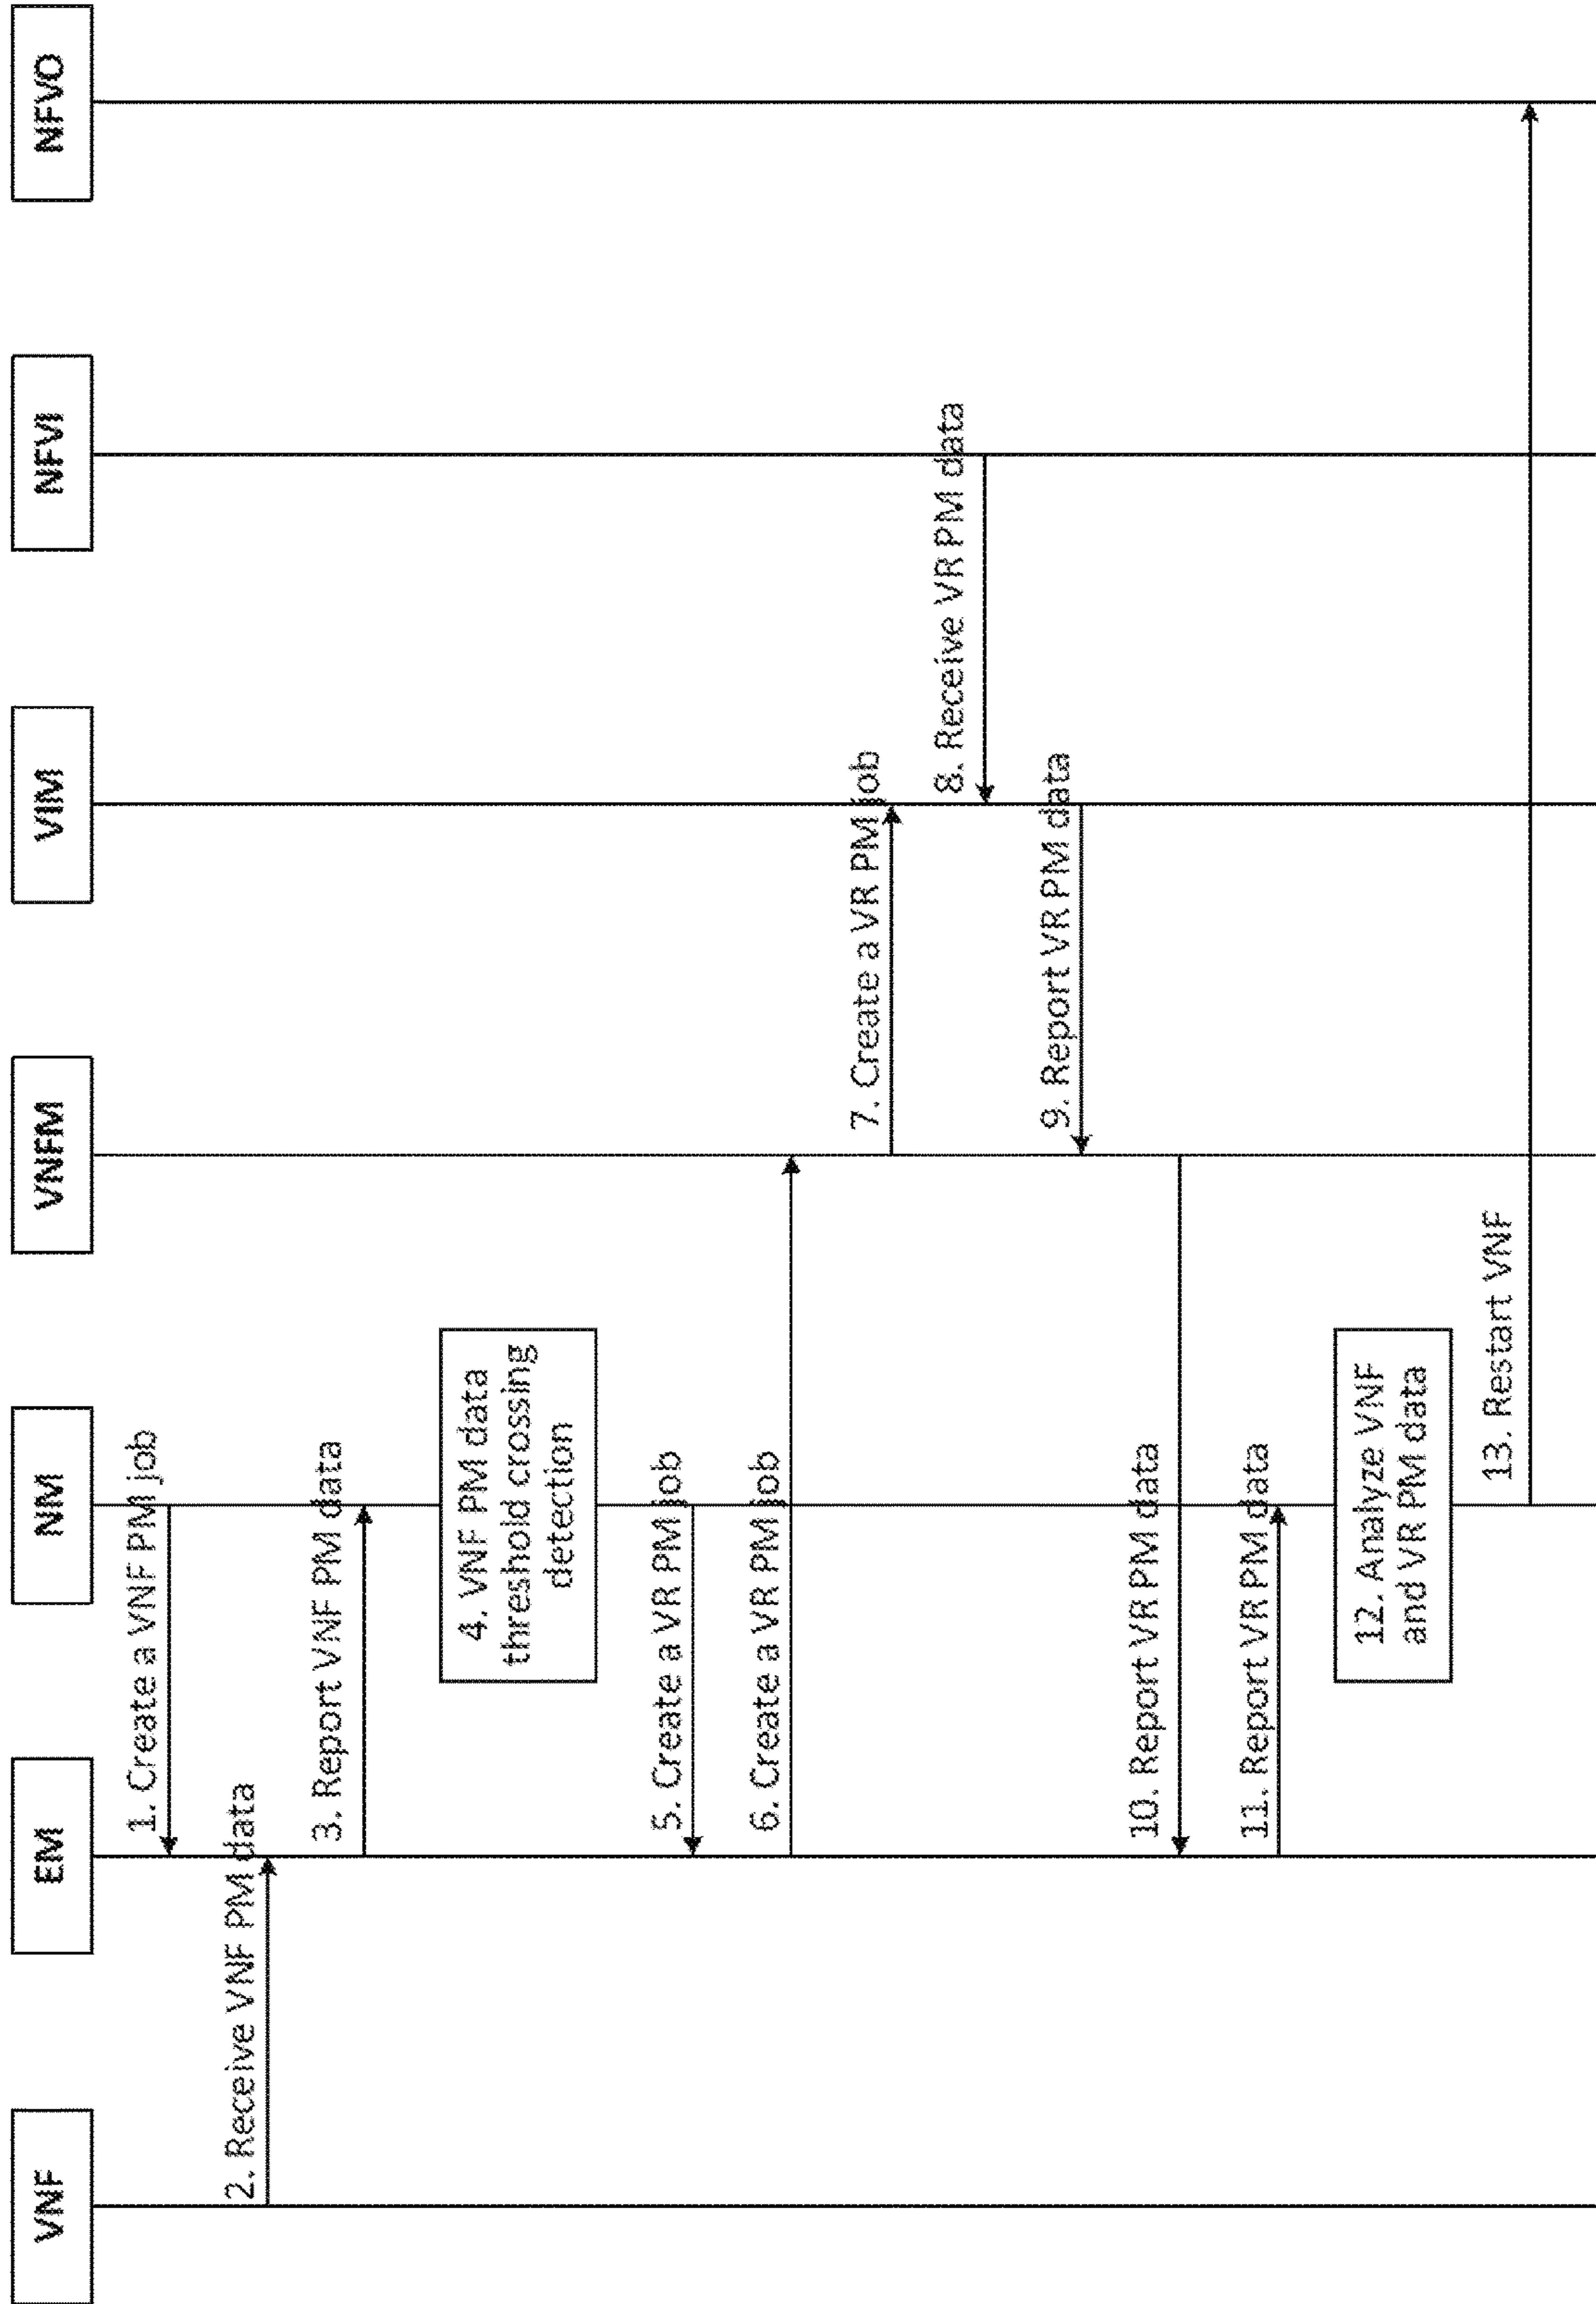 VNF
EM
NM
VNFM
VIM
NFVI
NFVO
1. Create a VNF PM job
2. Receive VNF PM data
3. Report VNF PM data
4. VNF PM data
threshold crossing
detection
5. Create a VR PM job
6. Create a VR PM job
7. Create a VR PM job
8. Receive VR PM data
9. Report VR PM data
10. Report VR PM data
11. Report VR PM data
12. Analyze VNF
and VR PM data
13. Restart VNF